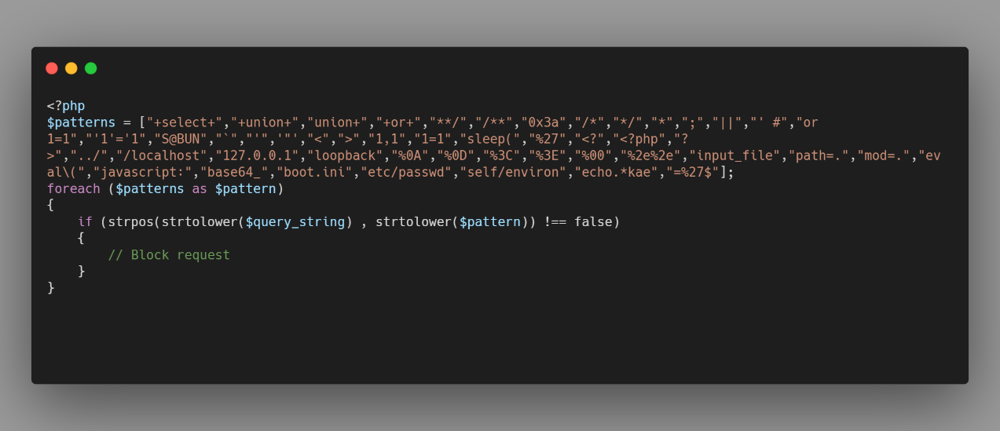 <?php
$patterns = ["+select+","+union+","union+","+or+","**/","/**","0x3a","/*","*/","*",";","||","' #","or
1=1","'1'='1","S@BUN","`","'",'"',"<",">","1,1","1=1","sleep(","%27","<?","<?php","?
>","../","/localhost","127.0.0.1","loopback","%0A","%0D","%3C","%3E","%00","%2e%2e","input_file","path=.","mod=.","ev
al\(","javascript:","base64_","boot.ini","etc/passwd","self/environ","echo.*kae","=%27$"];
foreach ($patterns as $pattern)
{
    if (strpos(strtolower($query_string) , strtolower($pattern)) !== false)
    {
        // Block request
    }
}